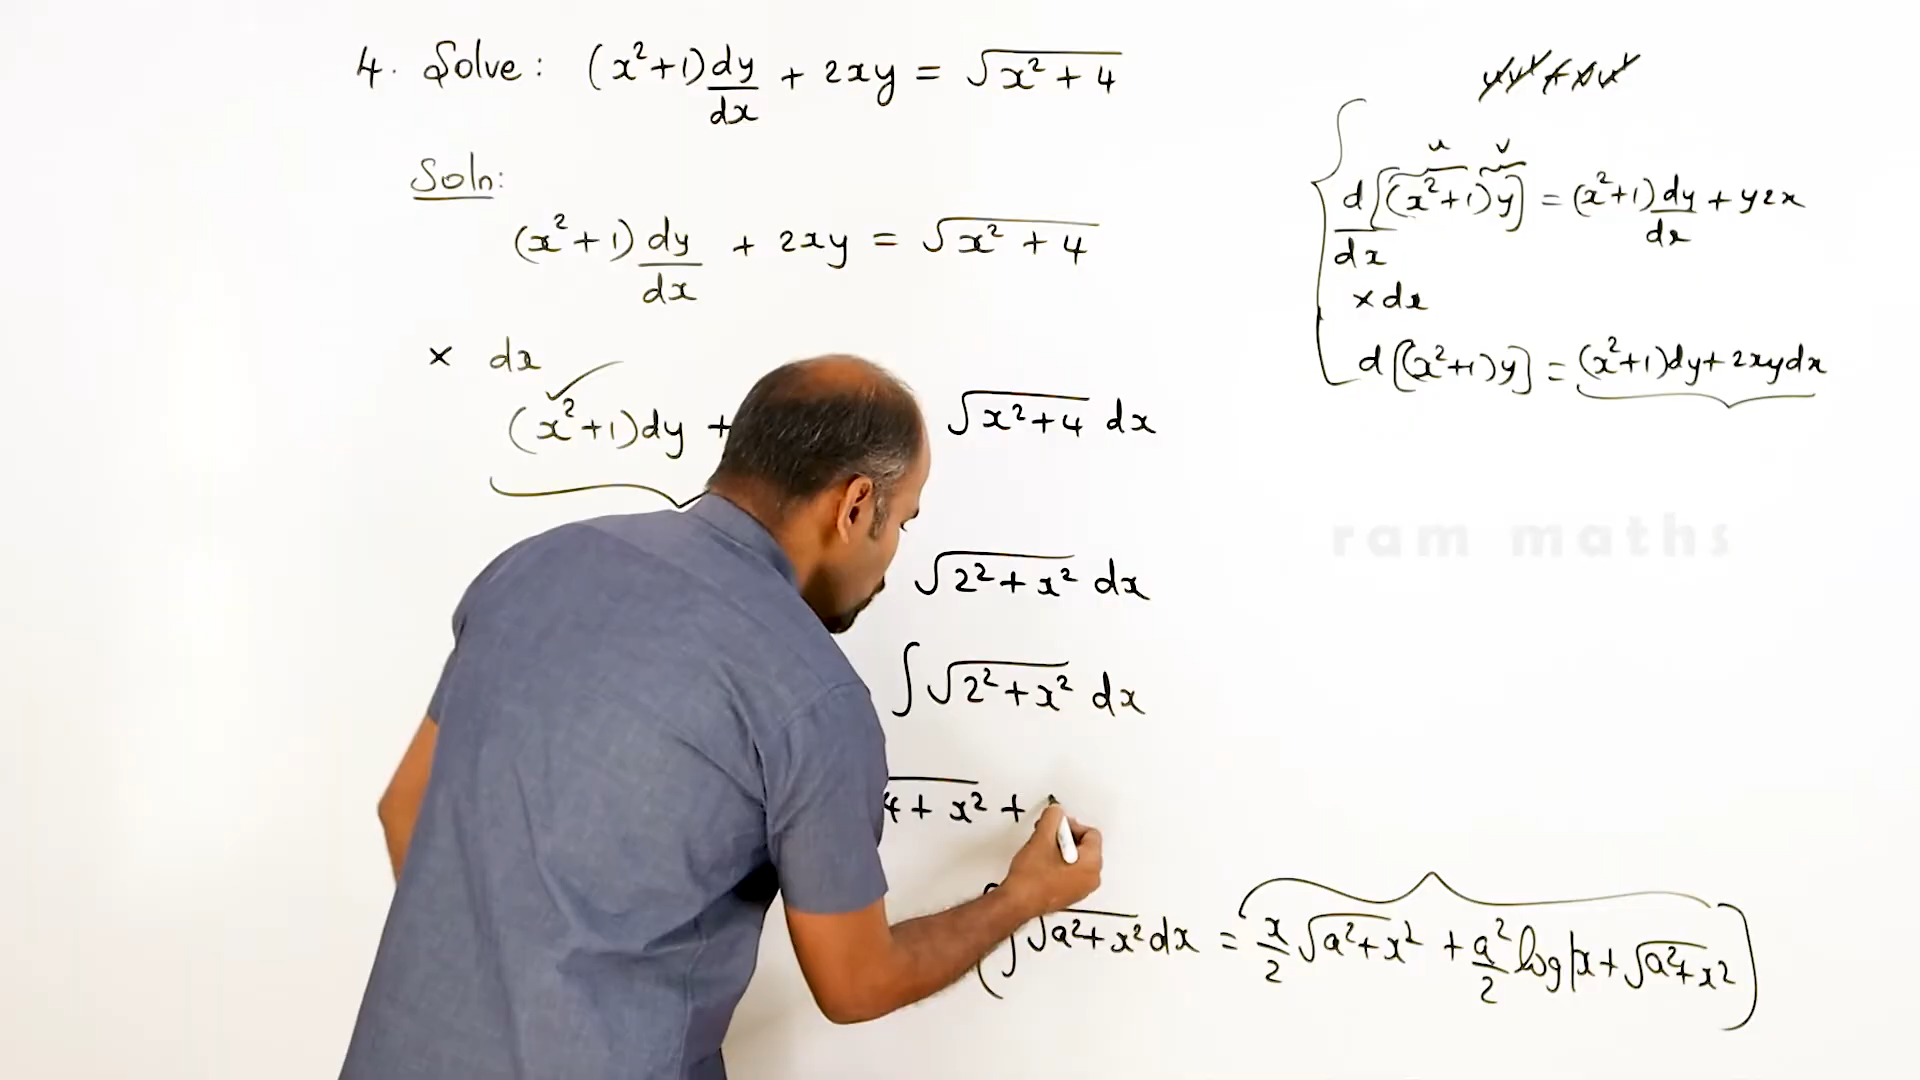 4. Solve: (x²+1) dy/dx + 2xy = √x² + 4
Soln:
(x²+1) dy/dx + 2xy = √x² + 4
× dx
(x²+1)dy + √x²+4 dx
√2²+x² dx
∫√2²+x² dx
4 + x² +
∫√a²+x² dx = x/2 √a²+x² + a²/2 log|x+√a²+x²
u v
d/dx [(x²+1)y] = (x²+1) dy/dx + y2x
× dx
d[(x²+1)y] = (x²+1)dy + 2xydx
ram maths